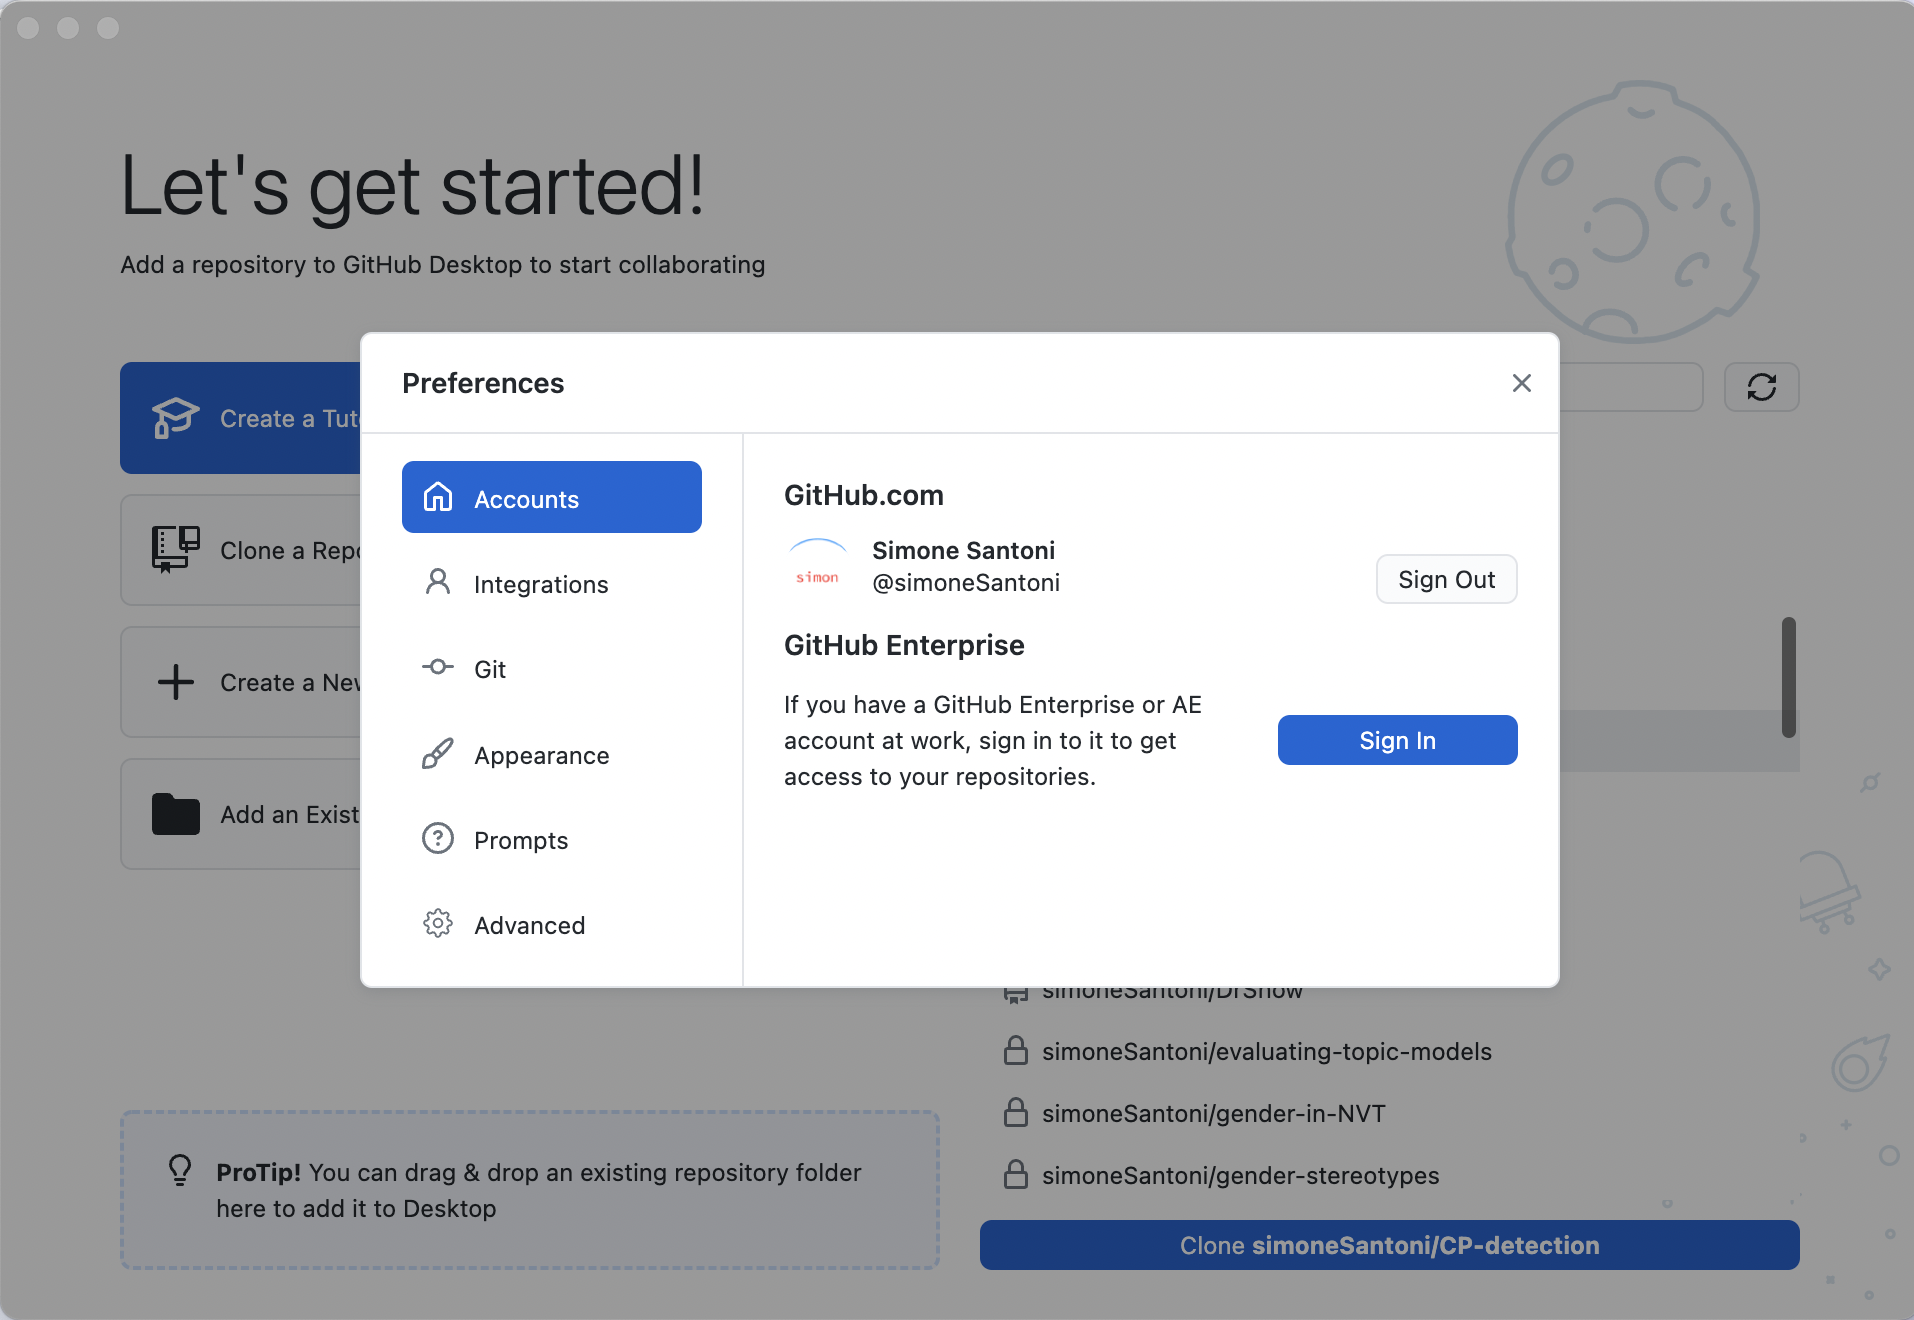 Let's get started!
Add a repository to GitHub Desktop to start collaborating
Create a Tut
Clone a Repo
Create a New
Add an Exist
Preferences
Accounts
Integrations
Git
Appearance
Prompts
Advanced
GitHub.com
simon
Simone Santoni
@simoneSantoni
Sign Out
GitHub Enterprise
If you have a GitHub Enterprise or AE
account at work, sign in to it to get
access to your repositories.
Sign In
simoneSantoni/DrShow
simoneSantoni/evaluating-topic-models
simoneSantoni/gender-in-NVT
simoneSantoni/gender-stereotypes
ProTip! You can drag & drop an existing repository folder
here to add it to Desktop
Clone simoneSantoni/CP-detection